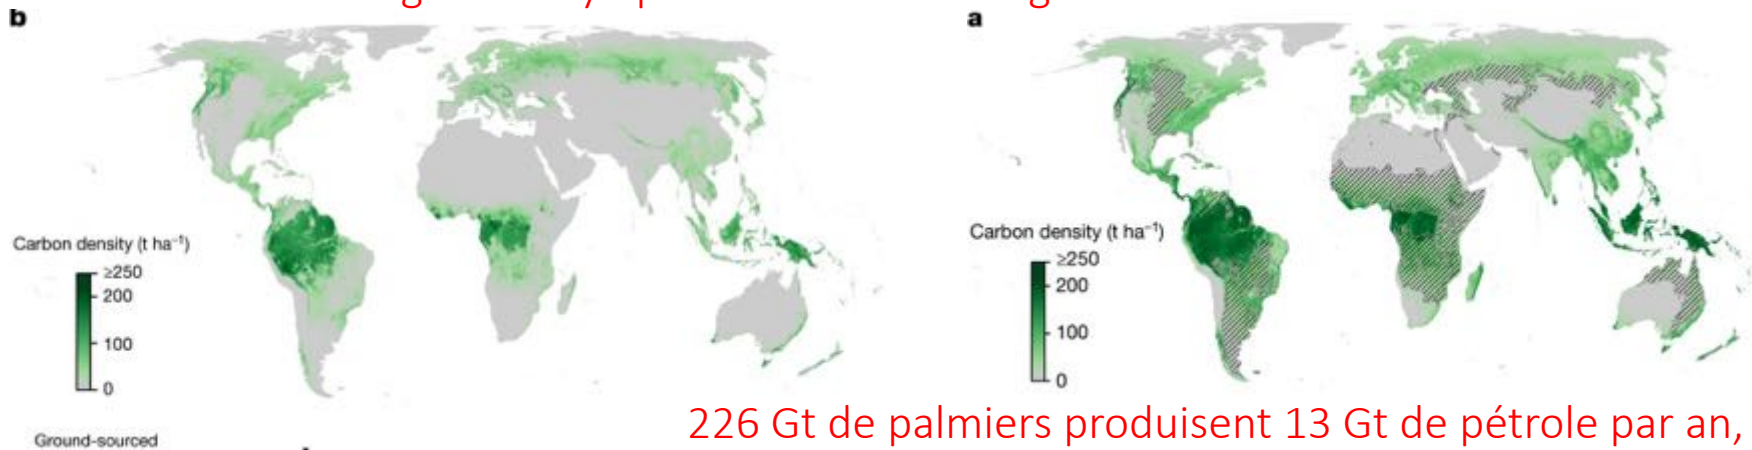 b
a
Carbon density (t ha⁻¹)
≥250
200
100
0
Carbon density (t ha⁻¹)
≥250
200
100
0
226 Gt de palmiers produisent 13 Gt de pétrole par an,
Ground-sourced